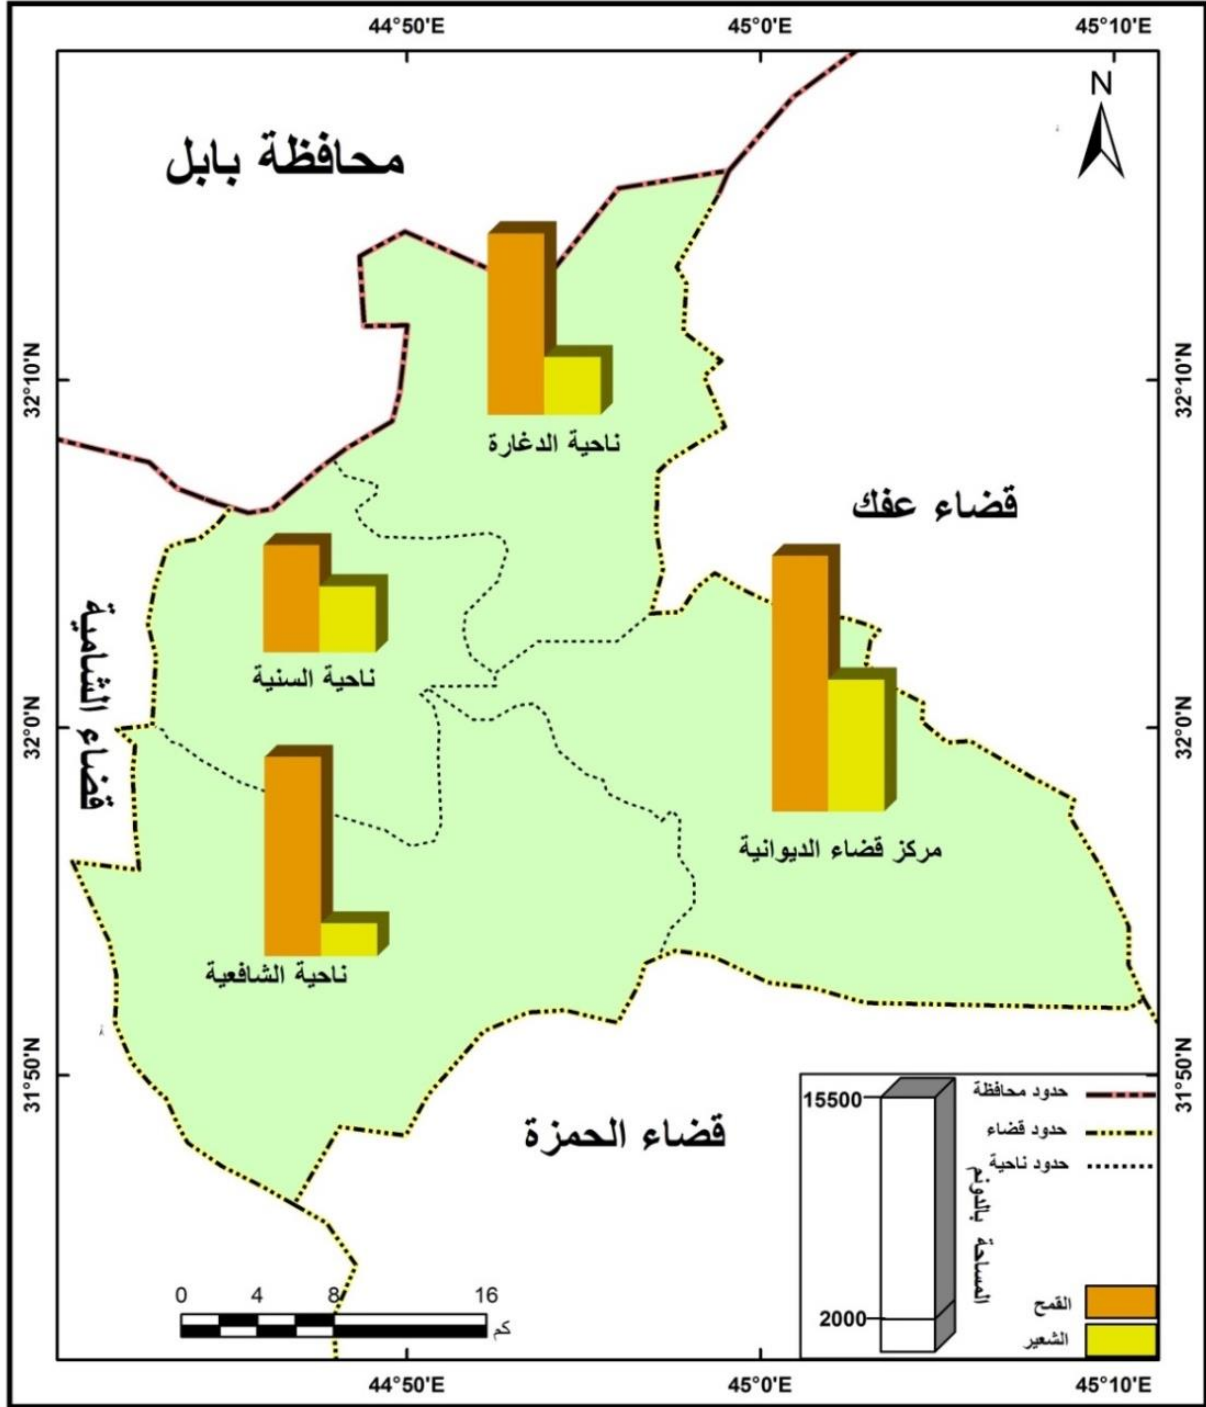 44°50'E
45°0'E
45°10'E
N
محافظة بابل
32°10'N
32°10'N
ناحية الدغارة
قضاء عفك
قضاء الشامية
ناحية السنية
32°0'N
32°0'N
مركز قضاء الديوانية
ناحية الشافعية
31°50'N
31°50'N
قضاء الحمزة
حدود محافظة
حدود قضاء
حدود ناحية
15500
2000
المساحة بالدونم
القمح
الشعير
0 4 8 16
كم
44°50'E
45°0'E
45°10'E